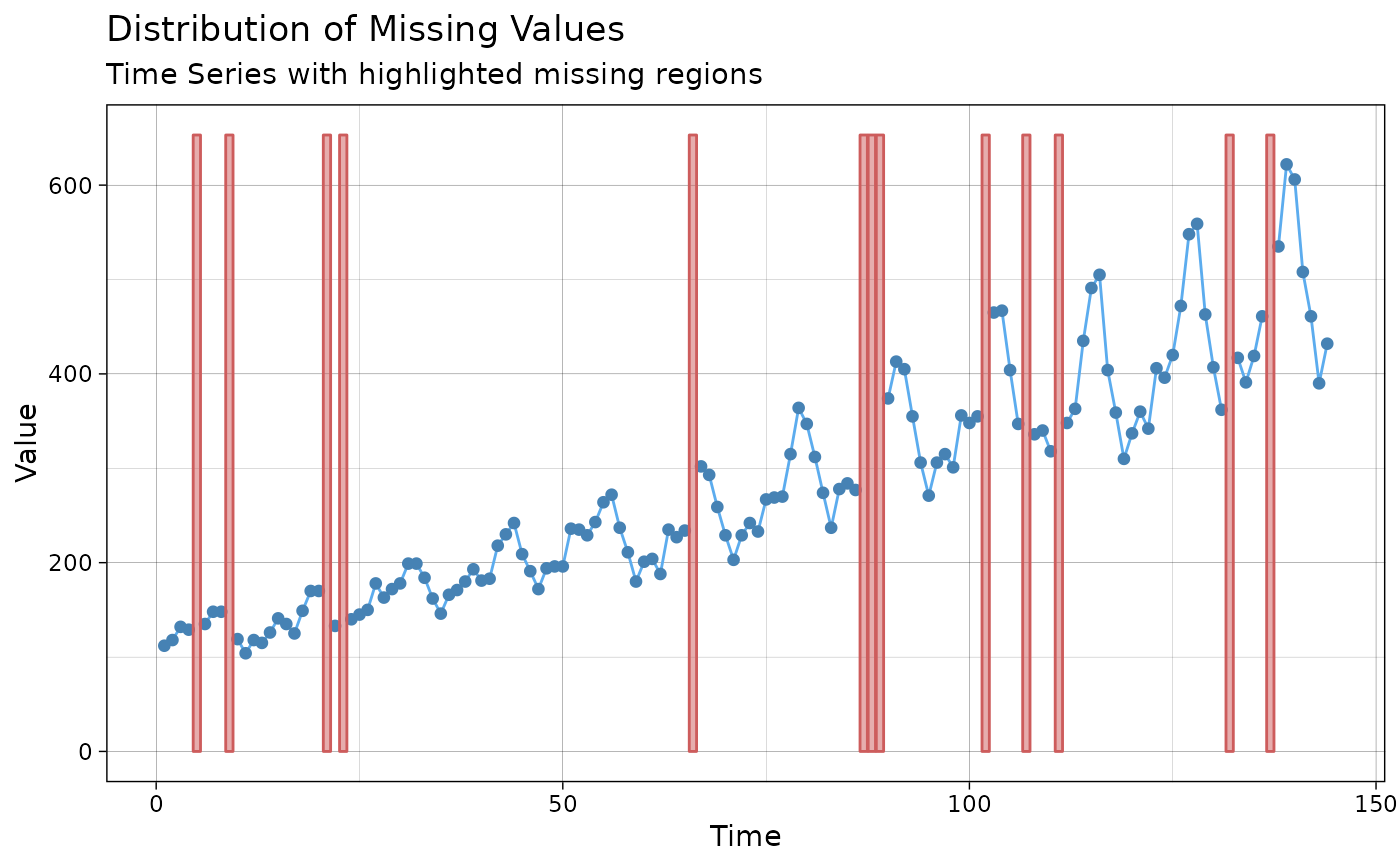 Distribution of Missing Values
Time Series with highlighted missing regions
600
400
200
0
Value
0 50 100 150
Time